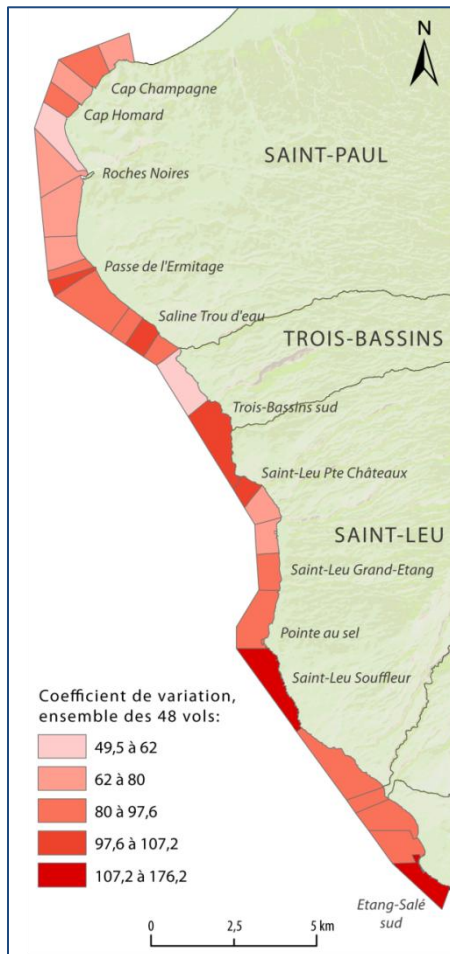 N
Cap Champagne
Cap Homard
SAINT-PAUL
Roches Noires
Passe de l'Ermitage
Saline Trou d'eau
TROIS-BASSINS
Trois-Bassins sud
Saint-Leu Pte Châteaux
SAINT-LEU
Saint-Leu Grand-Etang
Pointe au sel
Saint-Leu Souffleur
Coefficient de variation,
ensemble des 48 vols:
49,5 à 62
62 à 80
80 à 97,6
97,6 à 107,2
107,2 à 176,2
Etang-Salé
sud
0 2,5 5 km